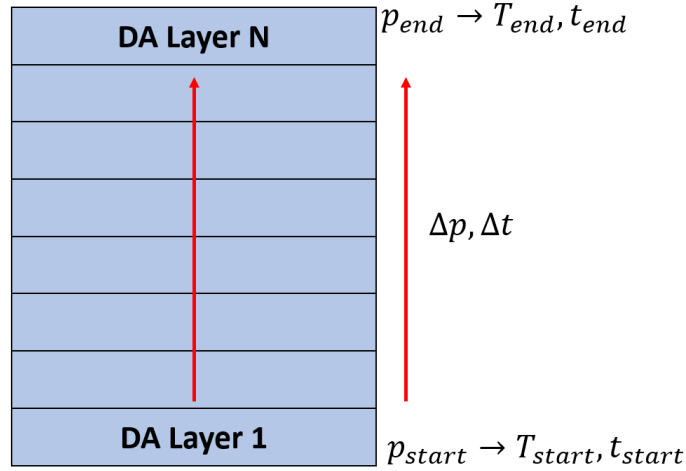 DA Layer N
p_end → T_end, t_end
Δp, Δt
DA Layer 1
p_start → T_start, t_start